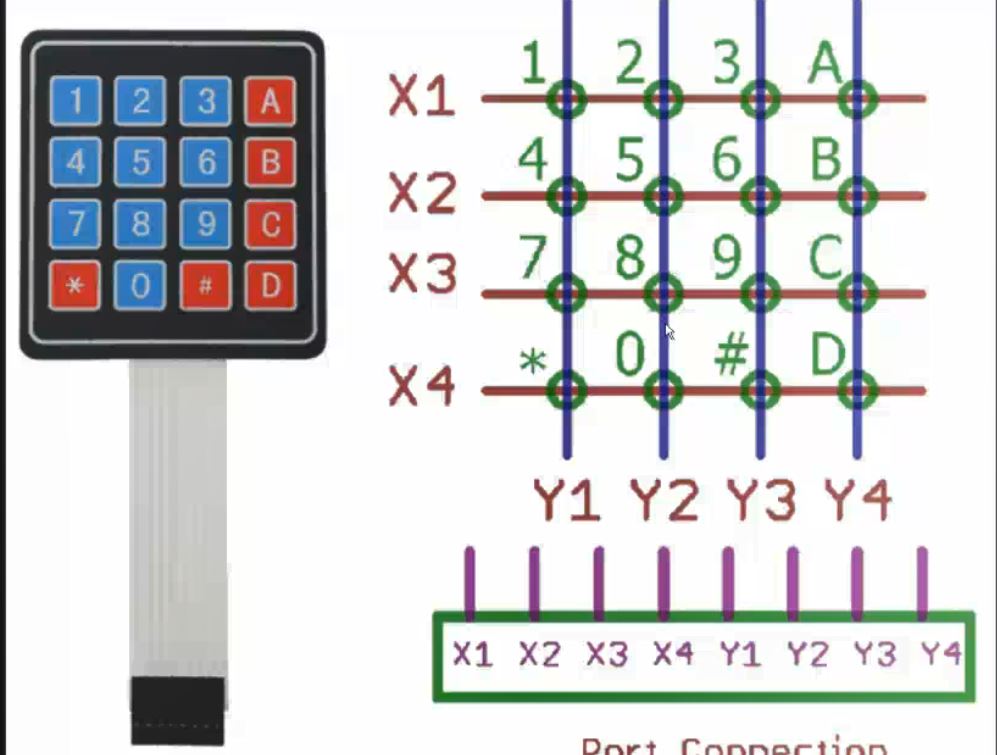 1 2 3 A
4 5 6 B
7 8 9 C
* 0 # D
1 2 3 A
X1
4 5 6 B
X2
7 8 9 C
X3
* 0 # D
X4
Y1 Y2 Y3 Y4
X1 X2 X3 X4 Y1 Y2 Y3 Y4
Port Connection